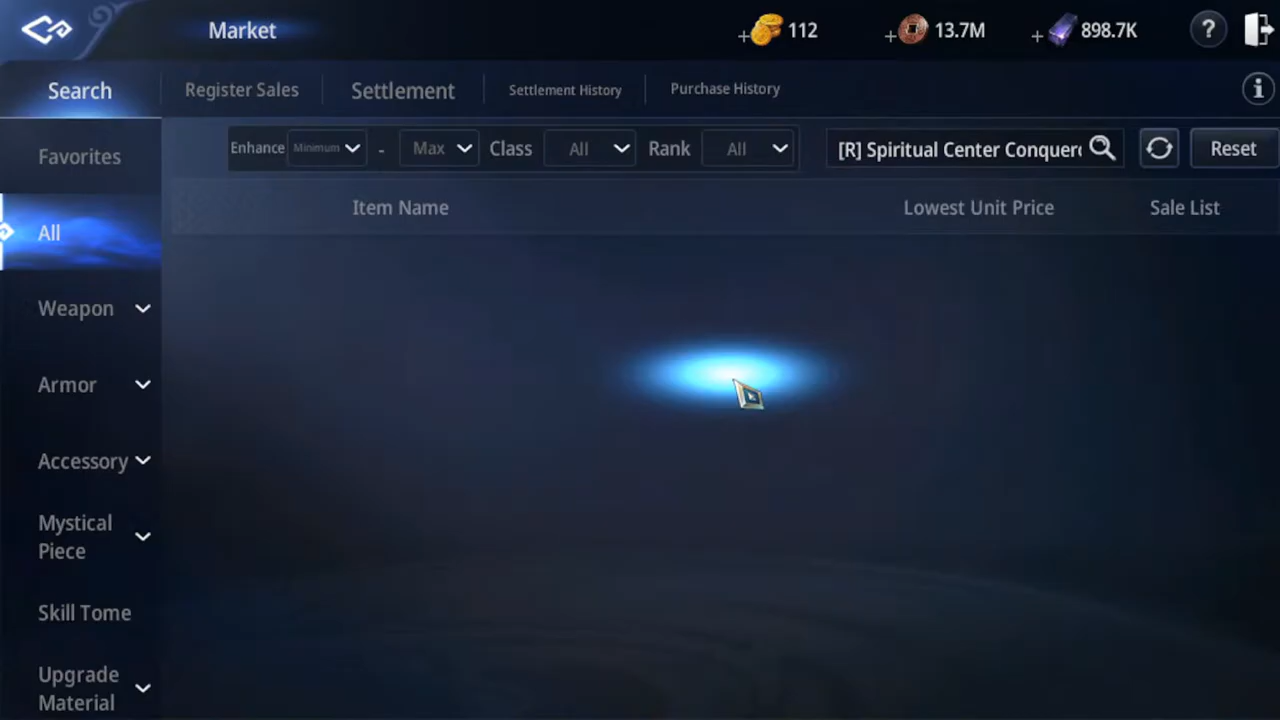 Market
112
13.7M
898.7K
?
Search
Register Sales
Settlement
Settlement History
Purchase History
Favorites
Enhance
Minimum
-
Max
Class
All
Rank
All
[R] Spiritual Center
Reset
Item Name
Lowest Unit Price
Sale List
All
Weapon
Armor
Accessory
Mystical
Piece
Skill Tome
Upgrade
Material